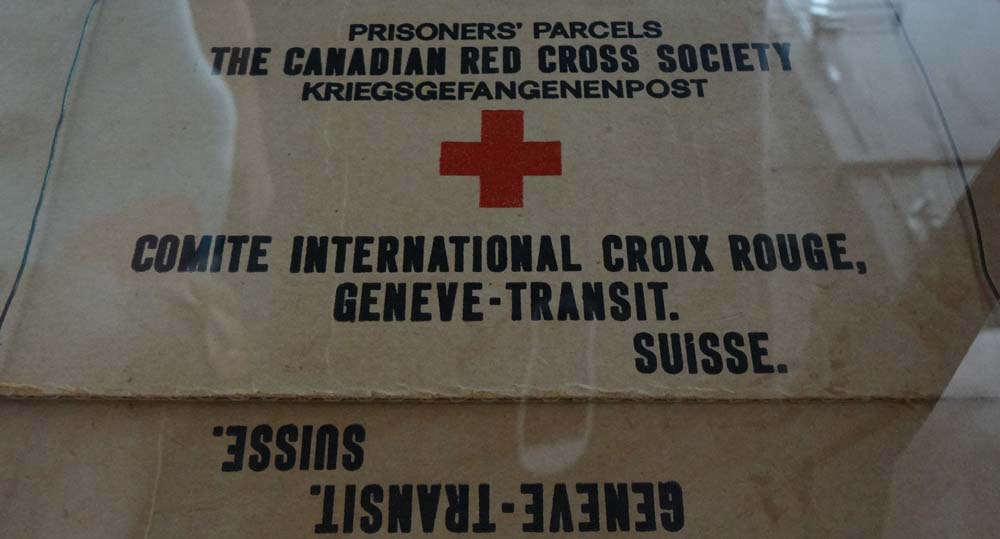 PRISONERS' PARCELS
THE CANADIAN RED CROSS SOCIETY
KRIEGSGEFANGENENPOST
COMITE INTERNATIONAL CROIX ROUGE,
GENEVE-TRANSIT.
SUiSSE.
SUISSE.
GENEVE-TRANSIT.